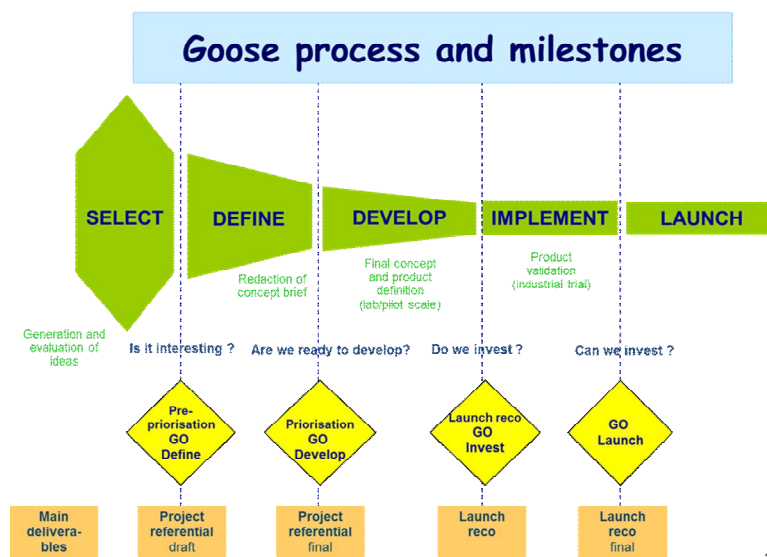 Goose process and milestones
SELECT
DEFINE
DEVELOP
IMPLEMENT
LAUNCH
Generation and
evaluation of
ideas
Redaction of
concept brief
Final concept
and product
definition
(lab/pilot scale)
Product
validation
(industrial trial)
Is it interesting ?
Are we ready to develop?
Do we invest ?
Can we invest ?
Pre-
priorisation
GO
Define
Priorisation
GO
Develop
Launch reco
GO
Invest
GO
Launch
Main
delivera-
bles
Project
referential
draft
Project
referential
final
Launch
reco
Launch
reco
final